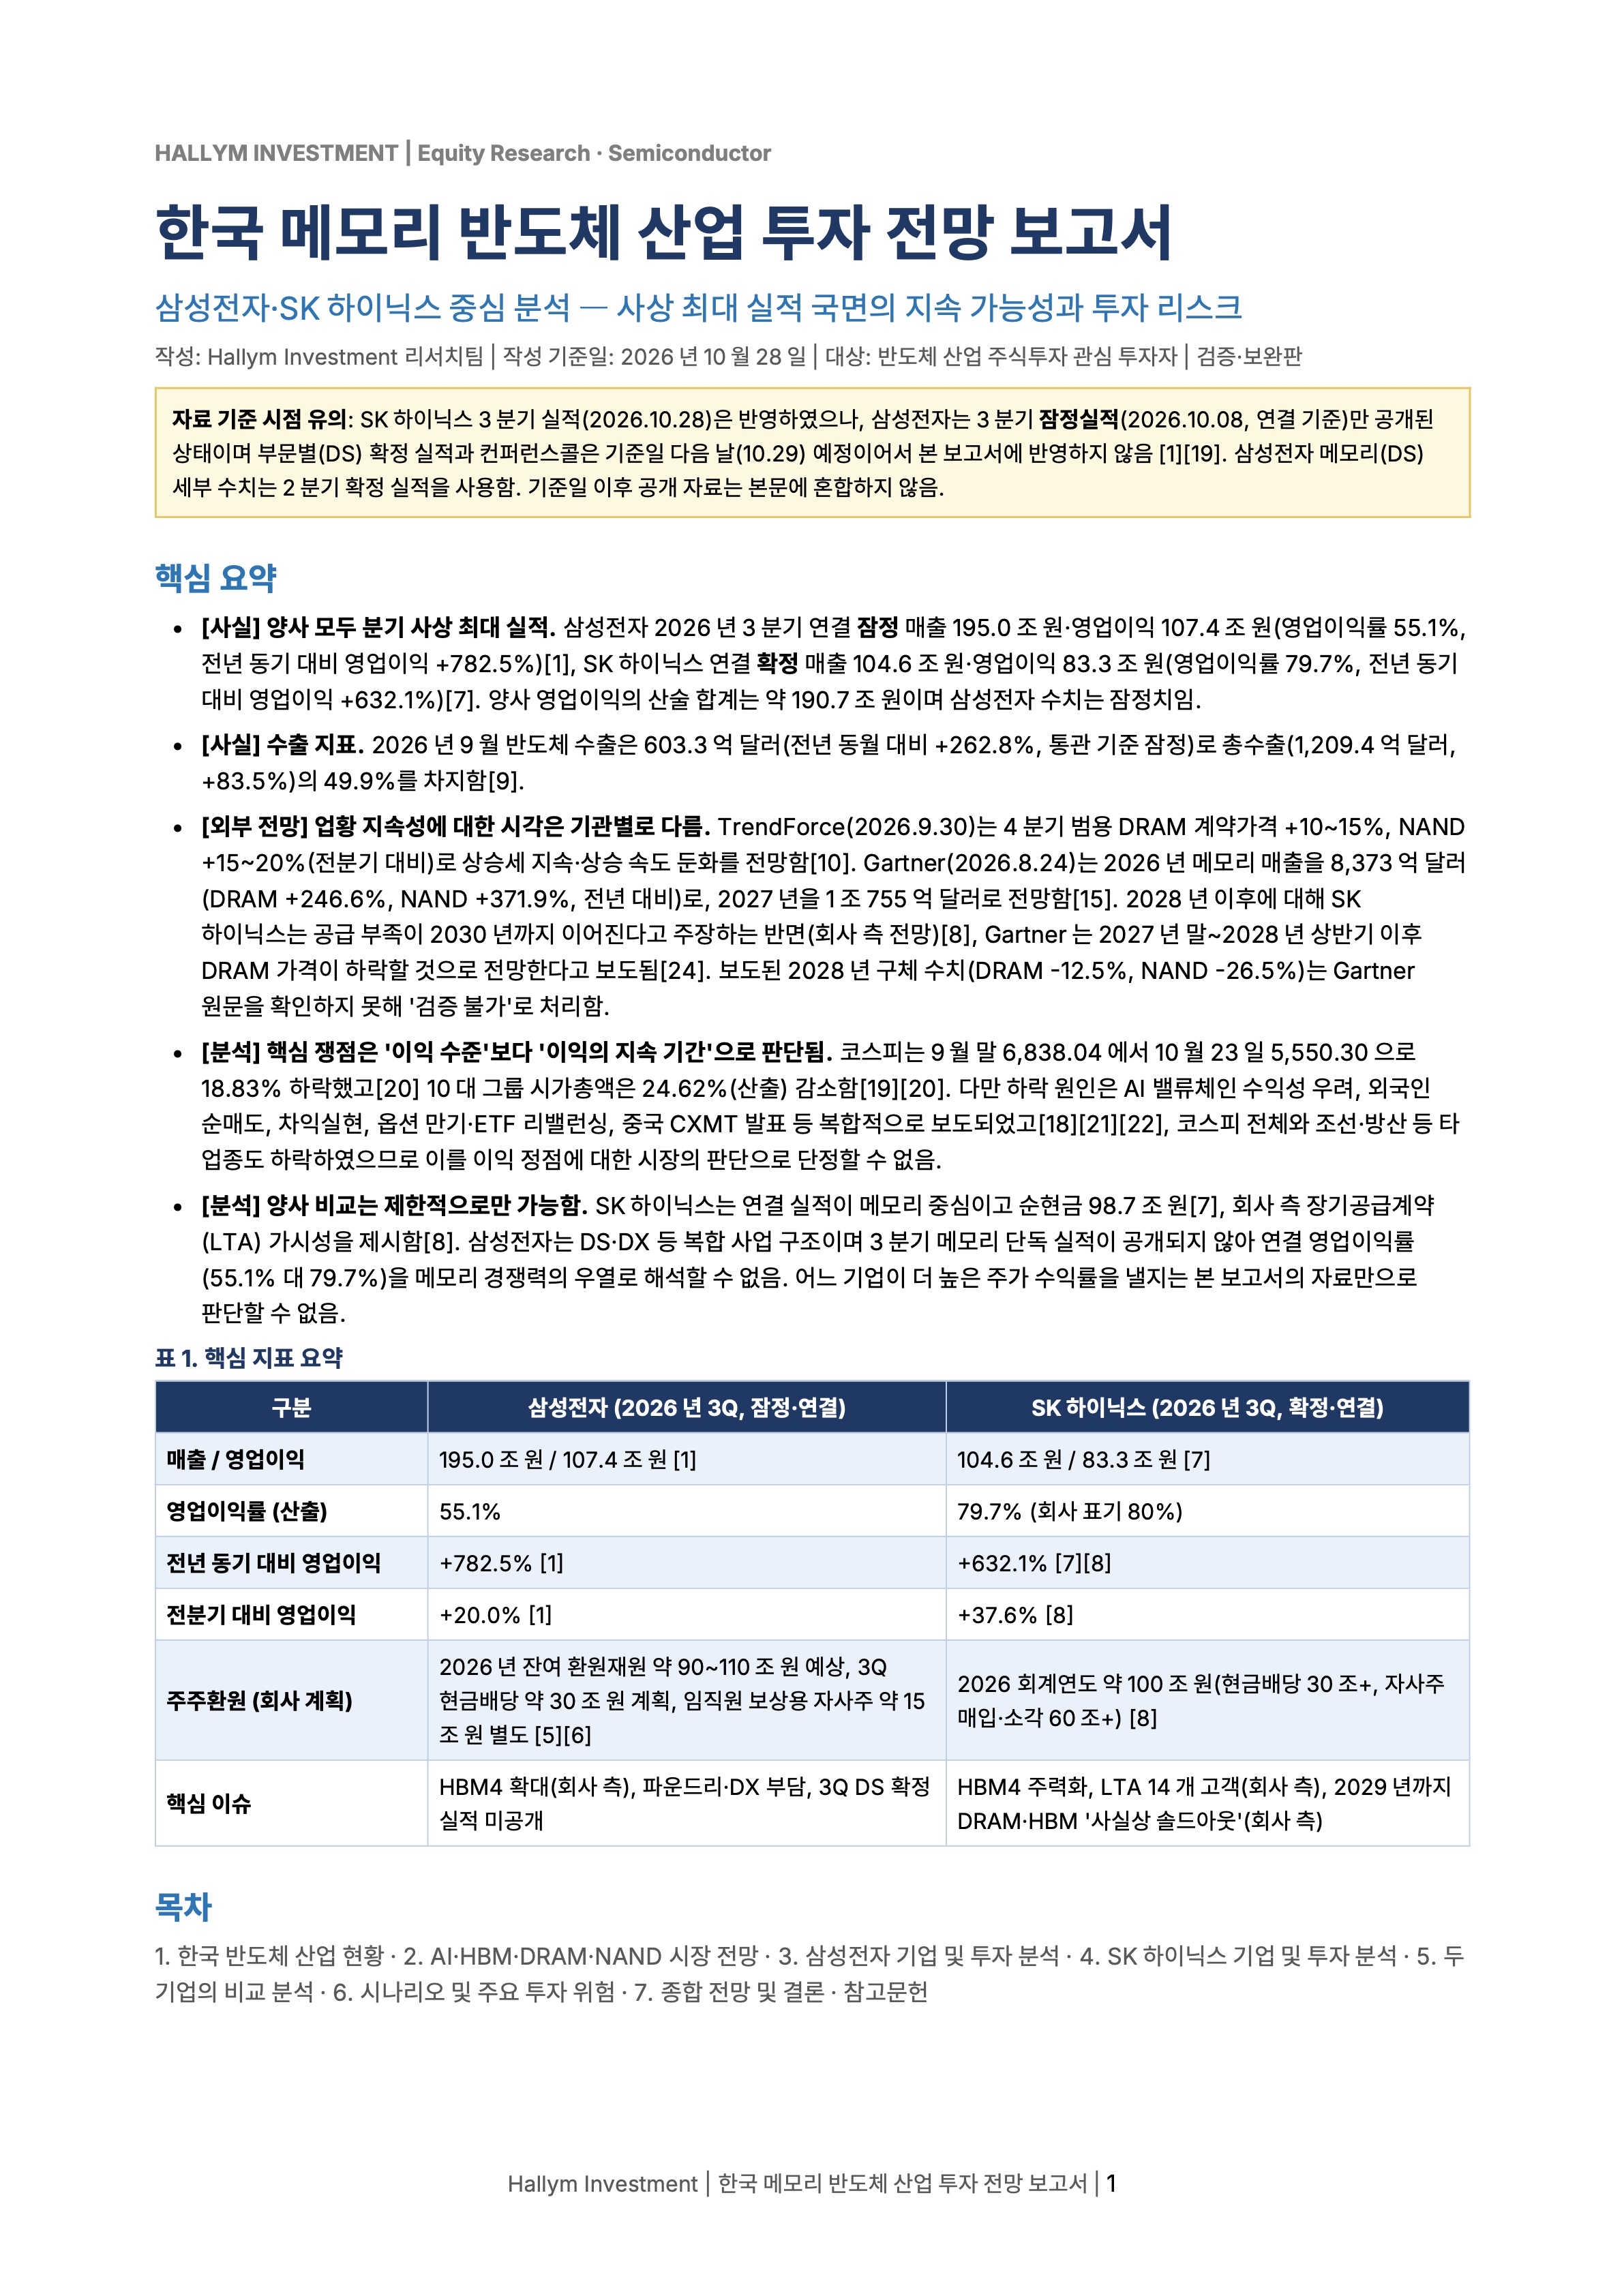 HALLYM INVESTMENT | Equity Research · Semiconductor
한국 메모리 반도체 산업 투자 전망 보고서
삼성전자·SK 하이닉스 중심 분석 — 사상 최대 실적 국면의 지속 가능성과 투자 리스크
작성: Hallym Investment 리서치팀 | 작성 기준일: 2026 년 10 월 28 일 | 대상: 반도체 산업 주식투자 관심 투자자 | 검증·보완판
자료 기준 시점 유의: SK 하이닉스 3 분기 실적(2026.10.28)은 반영하였으나, 삼성전자는 3 분기 잠정실적(2026.10.08, 연결 기준)만 공개된
상태이며 부문별(DS) 확정 실적과 컨퍼런스콜은 기준일 다음 날(10.29) 예정이어서 본 보고서에 반영하지 않음 [1][19]. 삼성전자 메모리(DS)
세부 수치는 2 분기 확정 실적을 사용함. 기준일 이후 공개 자료는 본문에 혼합하지 않음.
핵심 요약
• [사실] 양사 모두 분기 사상 최대 실적. 삼성전자 2026 년 3 분기 연결 잠정 매출 195.0 조 원·영업이익 107.4 조 원(영업이익률 55.1%,
전년 동기 대비 영업이익 +782.5%)[1], SK 하이닉스 연결 확정 매출 104.6 조 원·영업이익 83.3 조 원(영업이익률 79.7%, 전년 동기
대비 영업이익 +632.1%)[7]. 양사 영업이익의 산술 합계는 약 190.7 조 원이며 삼성전자 수치는 잠정치임.
• [사실] 수출 지표. 2026 년 9 월 반도체 수출은 603.3 억 달러(전년 동월 대비 +262.8%, 통관 기준 잠정)로 총수출(1,209.4 억 달러,
+83.5%)의 49.9%를 차지함[9].
• [외부 전망] 업황 지속성에 대한 시각은 기관별로 다름. TrendForce(2026.9.30)는 4 분기 범용 DRAM 계약가격 +10~15%, NAND
+15~20%(전분기 대비)로 상승세 지속·상승 속도 둔화를 전망함[10]. Gartner(2026.8.24)는 2026 년 메모리 매출을 8,373 억 달러
(DRAM +246.6%, NAND +371.9%, 전년 대비)로, 2027 년을 1 조 755 억 달러로 전망함[15]. 2028 년 이후에 대해 SK
하이닉스는 공급 부족이 2030 년까지 이어진다고 주장하는 반면(회사 측 전망)[8], Gartner 는 2027 년 말~2028 년 상반기 이후
DRAM 가격이 하락할 것으로 전망한다고 보도됨[24]. 보도된 2028 년 구체 수치(DRAM -12.5%, NAND -26.5%)는 Gartner
원문을 확인하지 못해 '검증 불가'로 처리함.
• [분석] 핵심 쟁점은 '이익 수준'보다 '이익의 지속 기간'으로 판단됨. 코스피는 9 월 말 6,838.04 에서 10 월 23 일 5,550.30 으로
18.83% 하락했고[20] 10 대 그룹 시가총액은 24.62%(산출) 감소함[19][20]. 다만 하락 원인은 AI 밸류체인 수익성 우려, 외국인
순매도, 차익실현, 옵션 만기·ETF 리밸런싱, 중국 CXMT 발표 등 복합적으로 보도되었고[18][21][22], 코스피 전체와 조선·방산 등 타
업종도 하락하였으므로 이를 이익 정점에 대한 시장의 판단으로 단정할 수 없음.
• [분석] 양사 비교는 제한적으로만 가능함. SK 하이닉스는 연결 실적이 메모리 중심이고 순현금 98.7 조 원[7], 회사 측 장기공급계약
(LTA) 가시성을 제시함[8]. 삼성전자는 DS·DX 등 복합 사업 구조이며 3 분기 메모리 단독 실적이 공개되지 않아 연결 영업이익률
(55.1% 대 79.7%)을 메모리 경쟁력의 우열로 해석할 수 없음. 어느 기업이 더 높은 주가 수익률을 낼지는 본 보고서의 자료만으로
판단할 수 없음.
표 1. 핵심 지표 요약
구분 삼성전자 (2026 년 3Q, 잠정·연결) SK 하이닉스 (2026 년 3Q, 확정·연결)
매출 / 영업이익 195.0 조 원 / 107.4 조 원 [1] 104.6 조 원 / 83.3 조 원 [7]
영업이익률 (산출) 55.1% 79.7% (회사 표기 80%)
전년 동기 대비 영업이익 +782.5% [1] +632.1% [7][8]
전분기 대비 영업이익 +20.0% [1] +37.6% [8]
주주환원 (회사 계획)
2026 년 잔여 환원재원 약 90~110 조 원 예상, 3Q
현금배당 약 30 조 원 계획, 임직원 보상용 자사주 약 15
조 원 별도 [5][6]
2026 회계연도 약 100 조 원(현금배당 30 조+, 자사주
매입·소각 60 조+) [8]
핵심 이슈
HBM4 확대(회사 측), 파운드리·DX 부담, 3Q DS 확정
실적 미공개
HBM4 주력화, LTA 14 개 고객(회사 측), 2029 년까지
DRAM·HBM '사실상 솔드아웃'(회사 측)
목차
1. 한국 반도체 산업 현황 · 2. AI·HBM·DRAM·NAND 시장 전망 · 3. 삼성전자 기업 및 투자 분석 · 4. SK 하이닉스 기업 및 투자 분석 · 5. 두
기업의 비교 분석 · 6. 시나리오 및 주요 투자 위험 · 7. 종합 전망 및 결론 · 참고문헌
Hallym Investment | 한국 메모리 반도체 산업 투자 전망 보고서 | 1